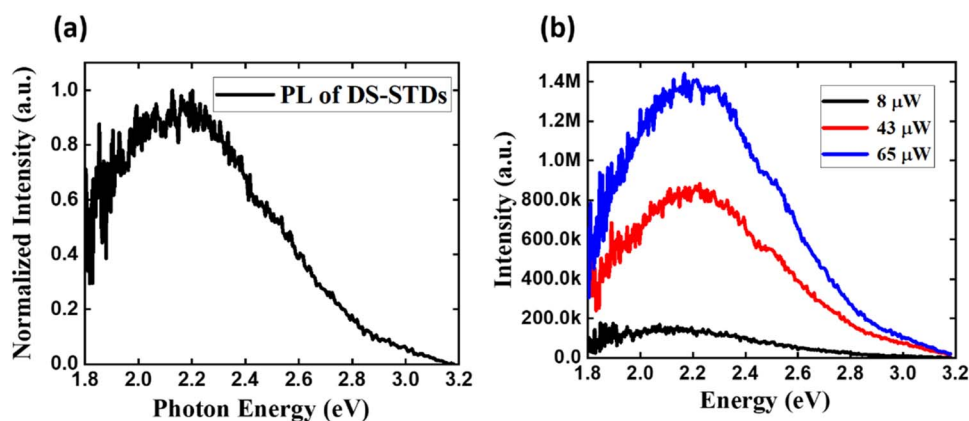 (a)
Normalized Intensity (a.u.)
1.0
0.8
0.6
0.4
0.2
0.0
PL of DS-STDs
1.8 2.0 2.2 2.4 2.6 2.8 3.0 3.2
Photon Energy (eV)
(b)
Intensity (a.u.)
1.4M
1.2M
1.0M
800.0k
600.0k
400.0k
200.0k
0.0
8 μW
43 μW
65 μW
1.8 2.0 2.2 2.4 2.6 2.8 3.0 3.2
Energy (eV)